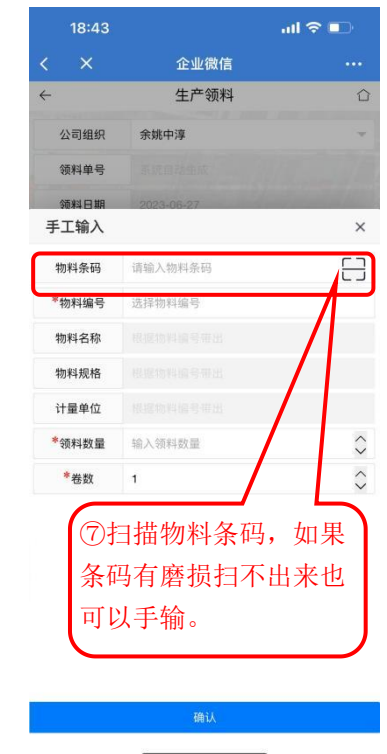 18:43
企业微信
生产领料
公司组织 余姚中淳
领料单号 系统自动生成
领料日期 2023-06-27
手工输入
物料条码 请输入物料条码
*物料编号 选择物料编号
物料名称 根据物料编号带出
物料规格 根据物料编号带出
计量单位 根据物料编号带出
*领料数量 输入领料数量
*卷数 1
⑦扫描物料条码，如果
条码有磨损扫不出来也
可以手输。
确认